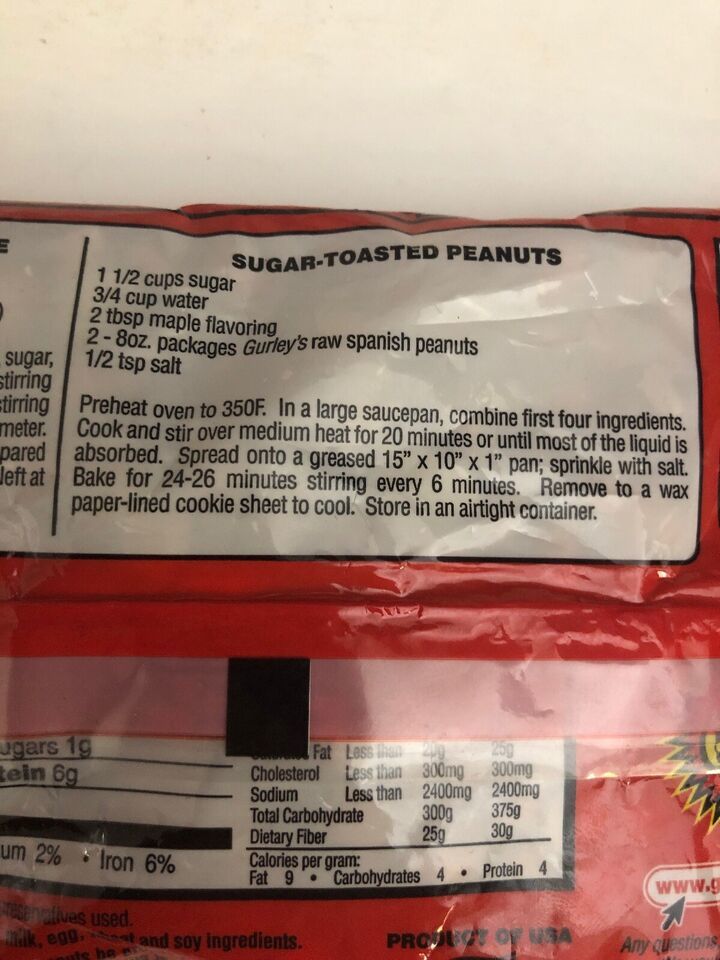 E
SUGAR-TOASTED PEANUTS
1 1/2 cups sugar
3/4 cup water
2 tbsp maple flavoring
2 - 8oz. packages Gurley's raw spanish peanuts
1/2 tsp salt
sugar,
stirring
stirring
meter.
pared
left at
Preheat oven to 350F. In a large saucepan, combine first four ingredients.
Cook and stir over medium heat for 20 minutes or until most of the liquid is
absorbed. Spread onto a greased 15" x 10" x 1" pan; sprinkle with salt.
Bake for 24-26 minutes stirring every 6 minutes. Remove to a wax
paper-lined cookie sheet to cool. Store in an airtight container.
ugars 1g
tein 6g
um 2% • Iron 6%
Fat Less than 20g 25g
Cholesterol Less than 300mg 300mg
Sodium Less than 2400mg 2400mg
Total Carbohydrate 300g 375g
Dietary Fiber 25g 30g
Calories per gram:
Fat 9 • Carbohydrates 4 • Protein 4
used.
milk, egg, and soy ingredients.
PRODUCT OF USA
www.g
Any questions,